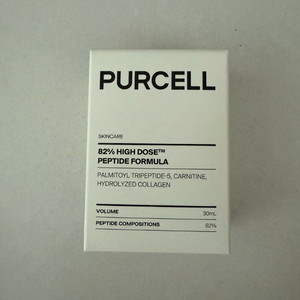 PURCELL
SKINCARE
82% HIGH DOSE™
PEPTIDE FORMULA
PALMITOYL TRIPEPTIDE-5, CARNITINE,
HYDROLYZED COLLAGEN
VOLUME 30mL
PEPTIDE COMPOSITIONS 82%